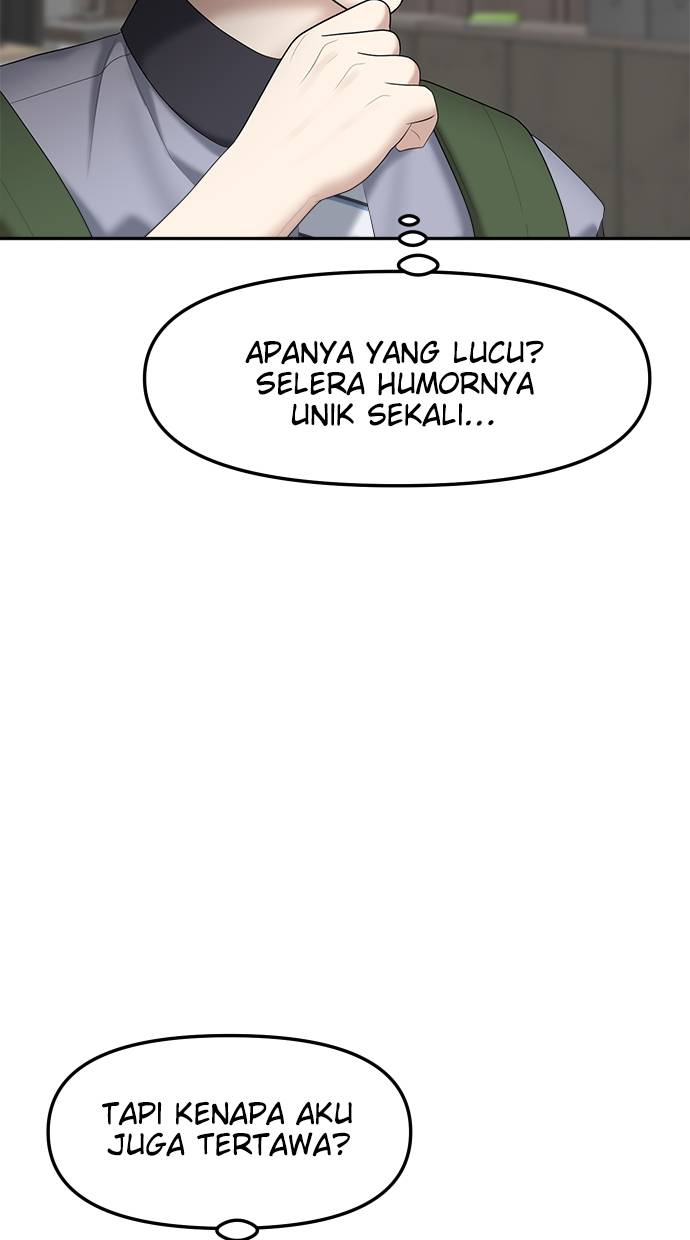 APANYA YANG LUCU?
SELERA HUMORNYA
UNIK SEKALI...
TAPI KENAPA AKU
JUGA TERTAWA?